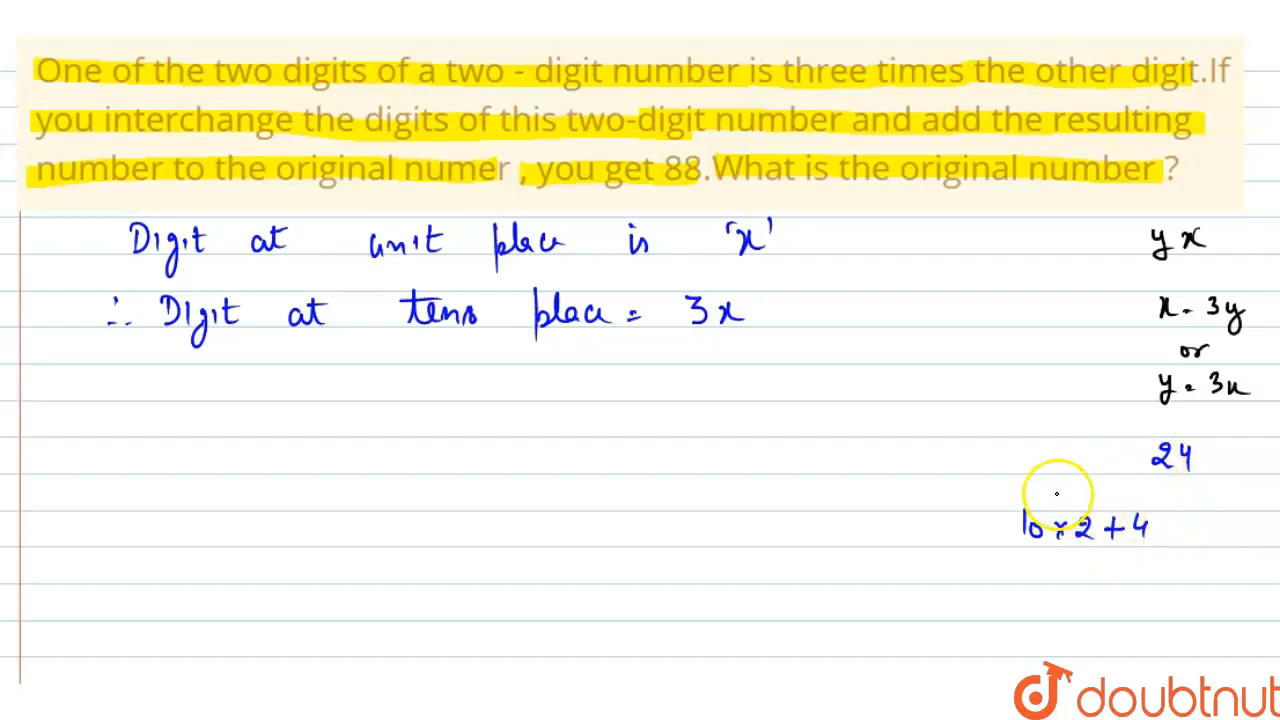 One of the two digits of a two - digit number is three times the other digit.If
you interchange the digits of this two-digit number and add the resulting
number to the original numer , you get 88.What is the original number ?
Digit at unit place is 'x'
∴ Digit at tens place = 3x
yx
x = 3y
or
y = 3x
24
10 × 2 + 4
doubtnut